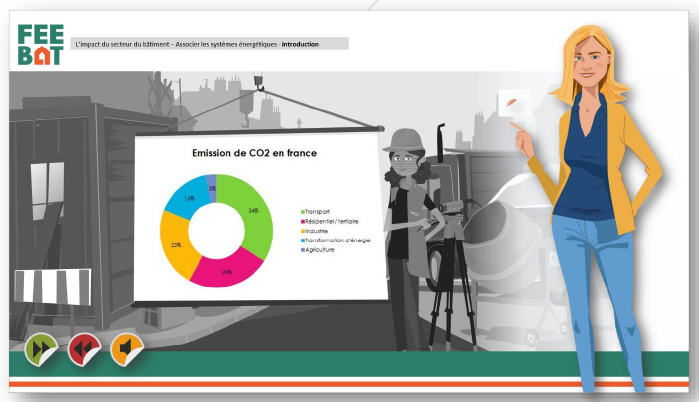 FEE
BAT
L'impact du secteur du bâtiment – Associer les systèmes énergétiques - Introduction
Emission de CO2 en france
3%
16%
34%
23%
24%
Transport
Résidentiel / tertiaire
Industrie
Transformation d'énergie
Agriculture